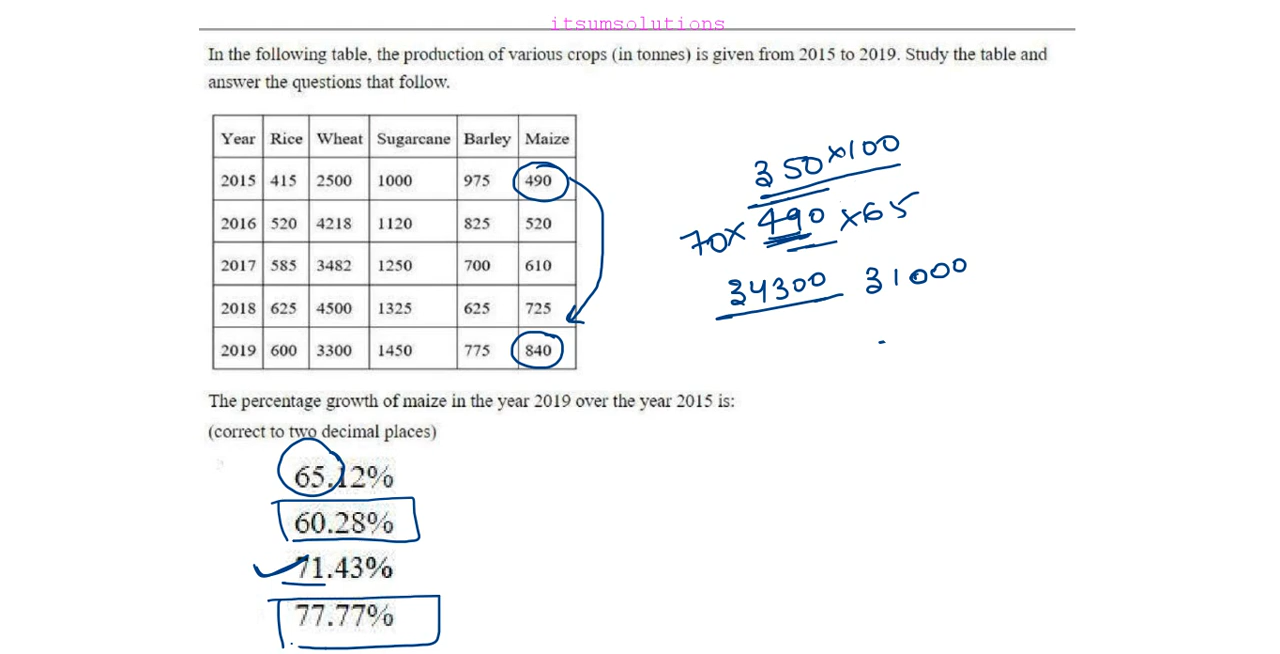 itsumsolutions
In the following table, the production of various crops (in tonnes) is given from 2015 to 2019. Study the table and
answer the questions that follow.
Year Rice Wheat Sugarcane Barley Maize
2015 415 2500 1000 975 490
2016 520 4218 1120 825 520
2017 585 3482 1250 700 610
2018 625 4500 1325 625 725
2019 600 3300 1450 775 840
350×100
70× 490 ×65
34300 31000
The percentage growth of maize in the year 2019 over the year 2015 is:
(correct to two decimal places)
65.12%
60.28%
71.43%
77.77%